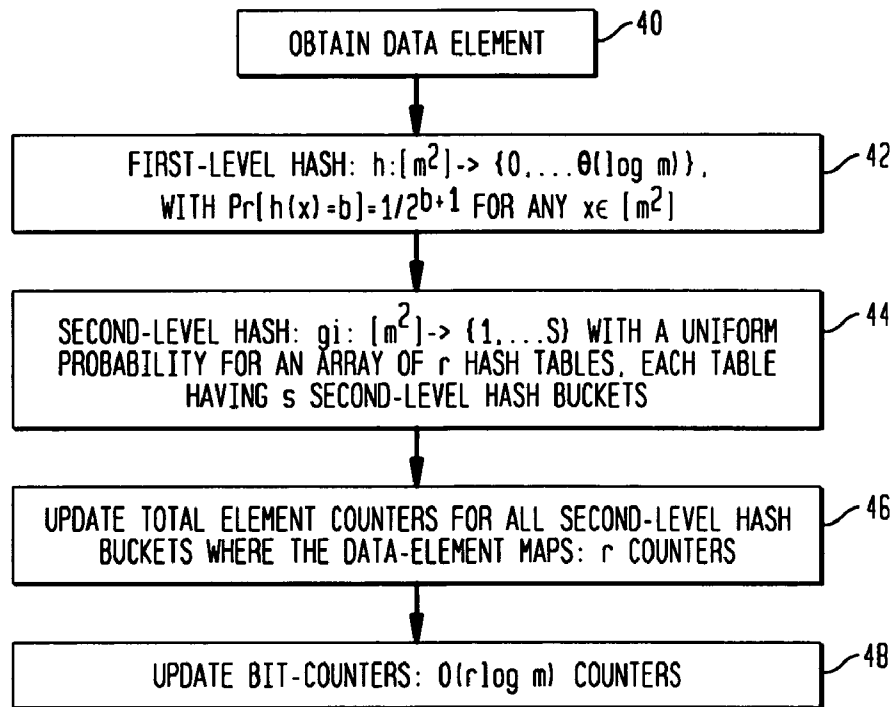 OBTAIN DATA ELEMENT
40
FIRST-LEVEL HASH: h:[m²]-> {0,...θ(log m)},
WITH Pr[h(x)=b]=1/2ᵇ⁺¹ FOR ANY x∈ [m²]
42
SECOND-LEVEL HASH: gi: [m²]-> {1,...S} WITH A UNIFORM
PROBABILITY FOR AN ARRAY OF r HASH TABLES, EACH TABLE
HAVING s SECOND-LEVEL HASH BUCKETS
44
UPDATE TOTAL ELEMENT COUNTERS FOR ALL SECOND-LEVEL HASH
BUCKETS WHERE THE DATA-ELEMENT MAPS: r COUNTERS
46
UPDATE BIT-COUNTERS: O(rlog m) COUNTERS
48